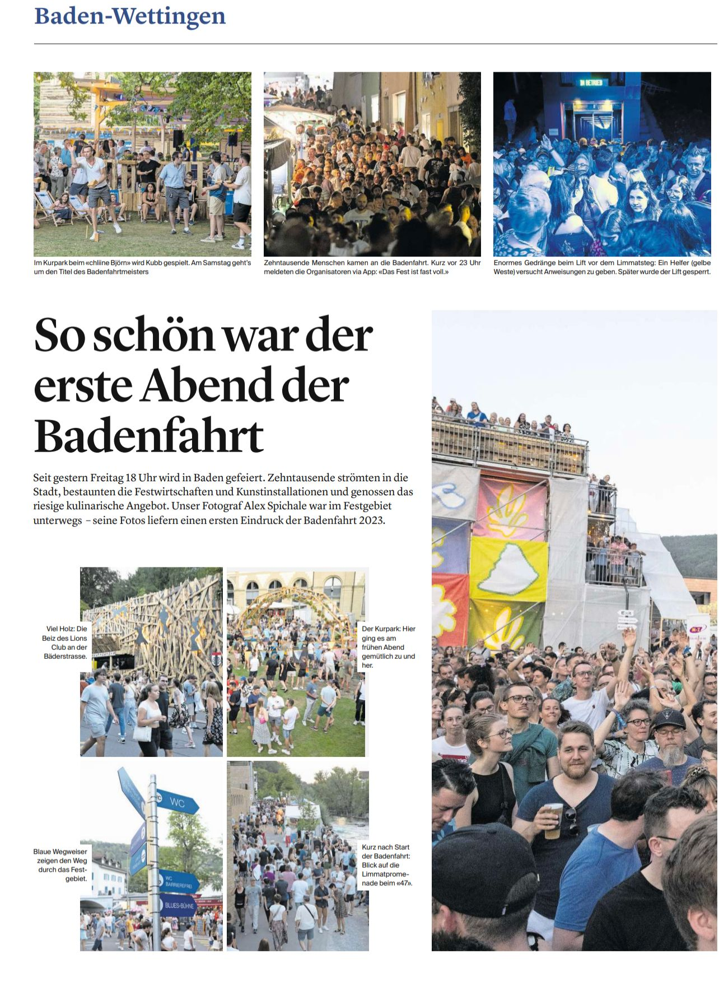 Baden-Wettingen
IN BETRIEB
Im Kurpark beim «chliine Björn» wird Kubb gespielt. Am Samstag geht's
um den Titel des Badenfahrtmeisters
Zehntausende Menschen kamen an die Badenfahrt. Kurz vor 23 Uhr
meldeten die Organisatoren via App: «Das Fest ist fast voll.»
Enormes Gedränge beim Lift vor dem Limmatsteg: Ein Helfer (gelbe
Weste) versucht Anweisungen zu geben. Später wurde der Lift gesperrt.
So schön war der
erste Abend der
Badenfahrt
Seit gestern Freitag 18 Uhr wird in Baden gefeiert. Zehntausende strömten in die
Stadt, bestaunten die Festwirtschaften und Kunstinstallationen und genossen das
riesige kulinarische Angebot. Unser Fotograf Alex Spichale war im Festgebiet
unterwegs – seine Fotos liefern einen ersten Eindruck der Badenfahrt 2023.
Viel Holz: Die
Beiz des Lions
Club an der
Bäderstrasse.
Der Kurpark: Hier
ging es am
frühen Abend
gemütlich zu und
her.
WC
WC
BARRIEREFREI
BLUES-BÜHNE
Blaue Wegweiser
zeigen den Weg
durch das Fest-
gebiet.
Kurz nach Start
der Badenfahrt:
Blick auf die
Limmatprome-
nade beim «47».
M-Z